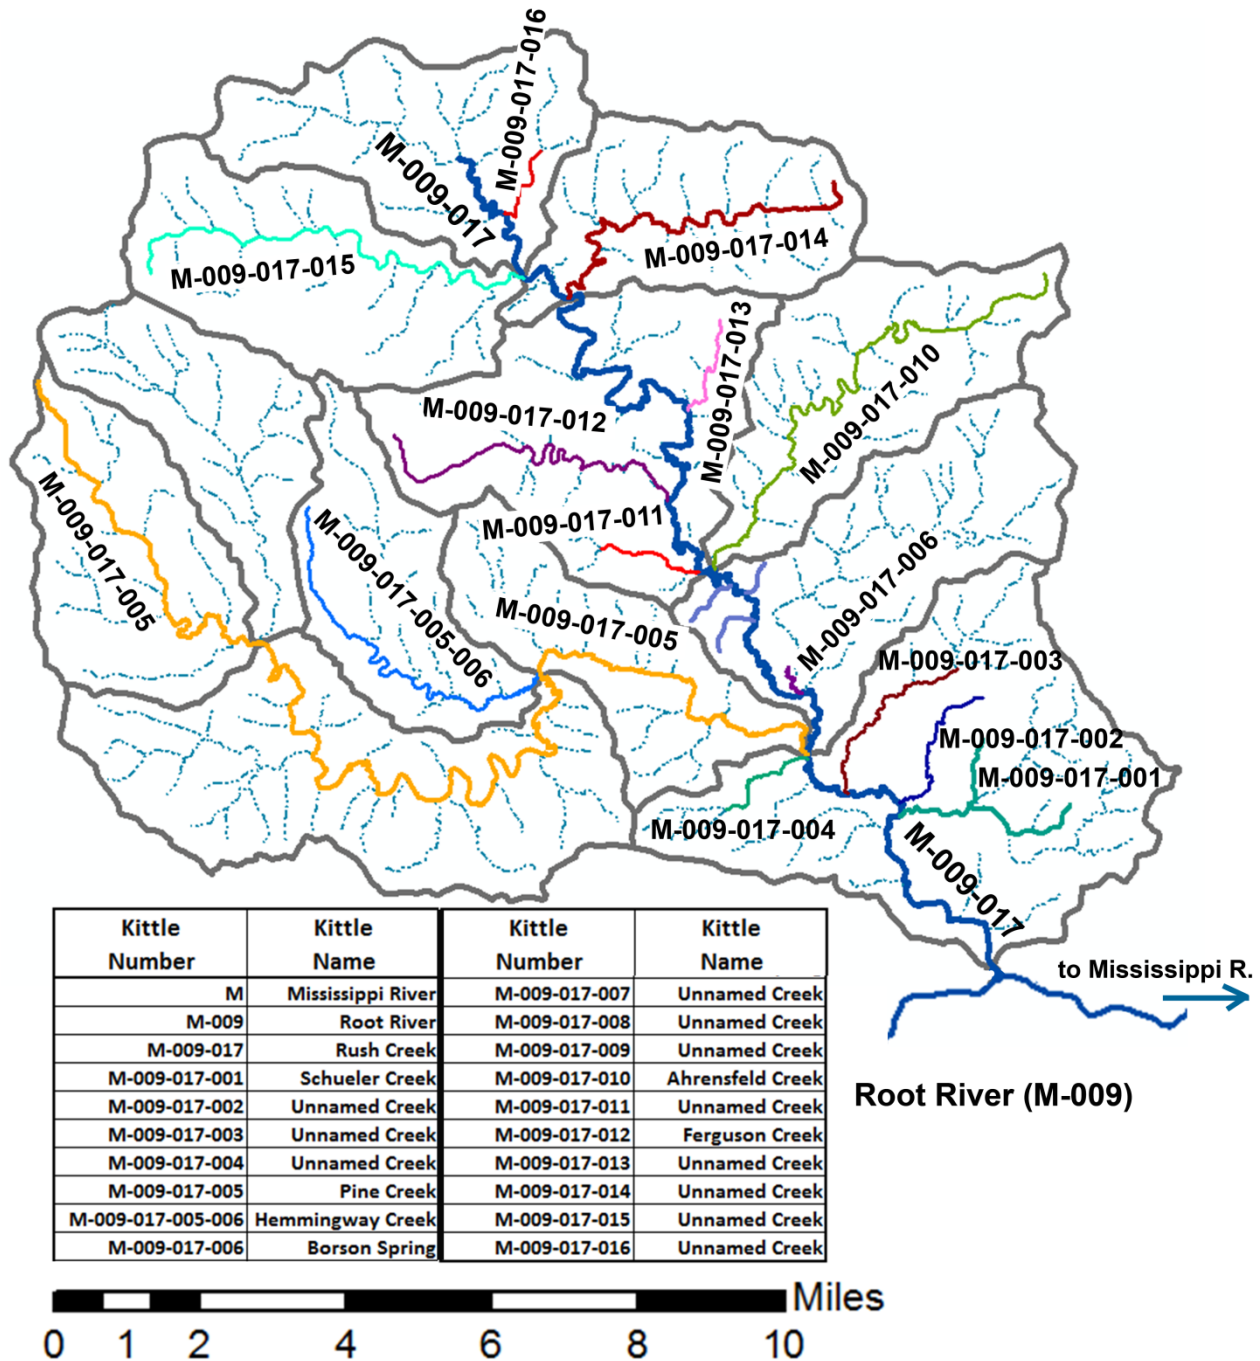 M-009-017-016
M-009-017
M-009-017-014
M-009-017-015
M-009-017-013
M-009-017-010
M-009-017-012
M-009-017-011
M-009-017-005
M-009-017-005-006
M-009-017-006
M-009-017-005
M-009-017-003
M-009-017-002
M-009-017-001
M-009-017-004
M-009-017
to Mississippi R.
Root River (M-009)
Kittle Number Kittle Name Kittle Number Kittle Name
M Mississippi River M-009-017-007 Unnamed Creek
M-009 Root River M-009-017-008 Unnamed Creek
M-009-017 Rush Creek M-009-017-009 Unnamed Creek
M-009-017-001 Schueler Creek M-009-017-010 Ahrensfeld Creek
M-009-017-002 Unnamed Creek M-009-017-011 Unnamed Creek
M-009-017-003 Unnamed Creek M-009-017-012 Ferguson Creek
M-009-017-004 Unnamed Creek M-009-017-013 Unnamed Creek
M-009-017-005 Pine Creek M-009-017-014 Unnamed Creek
M-009-017-005-006 Hemmingway Creek M-009-017-015 Unnamed Creek
M-009-017-006 Borson Spring M-009-017-016 Unnamed Creek
Miles
0 1 2 4 6 8 10